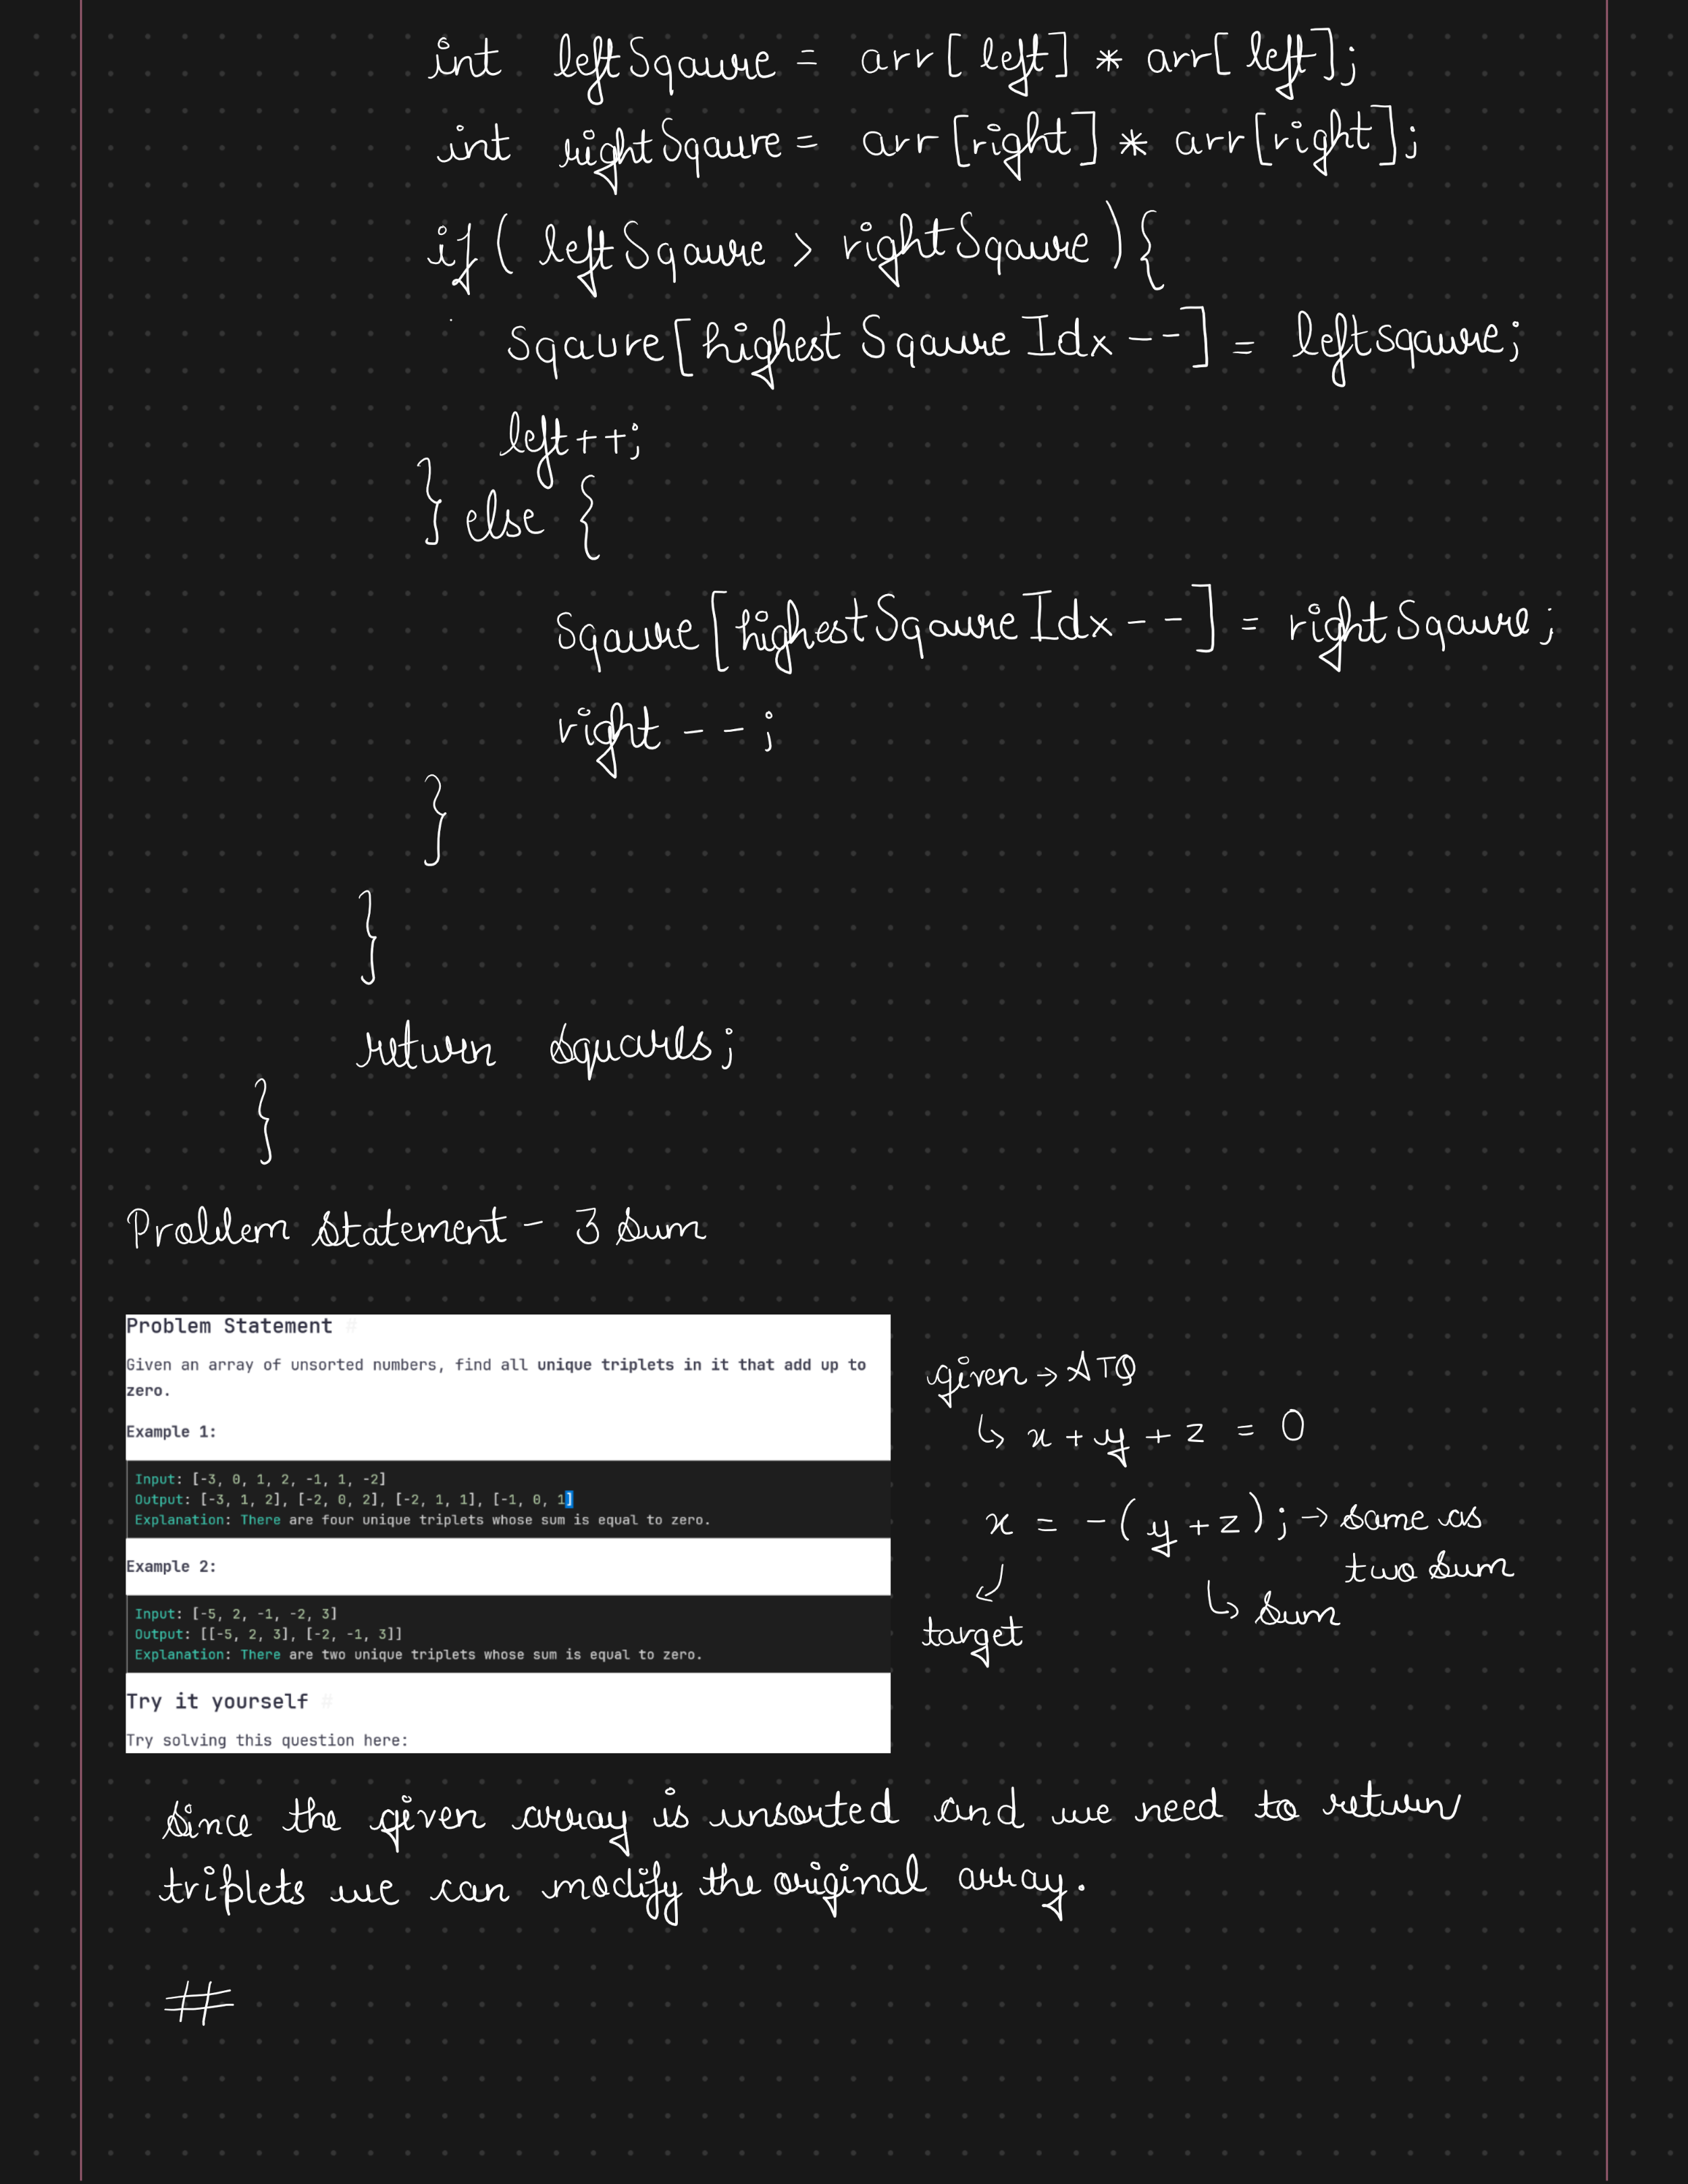 int leftSqaure = arr[left] * arr[left];
int rightSqaure = arr[right] * arr[right];
if( leftSqaure > rightSqaure ){
sqaure[highest Sqaure Idx --] = leftsqaure;
left++;
} else {
sqaure[highestSqaure Idx --] = rightSqaure;
right --;
}
}
return squares;
}
Problem statement - 3 sum
Problem Statement #
Given an array of unsorted numbers, find all unique triplets in it that add up to
zero.
Example 1:
Input: [-3, 0, 1, 2, -1, 1, -2]
Output: [-3, 1, 2], [-2, 0, 2], [-2, 1, 1], [-1, 0, 1]
Explanation: There are four unique triplets whose sum is equal to zero.
Example 2:
Input: [-5, 2, -1, -2, 3]
Output: [[-5, 2, 3], [-2, -1, 3]]
Explanation: There are two unique triplets whose sum is equal to zero.
Try it yourself #
Try solving this question here:
given → ATQ
↳ x + y + z = 0
x = -(y+z); → same as
two sum
↳ sum
target
since the given array is unsorted and we need to return
triplets we can modify the original array.
#